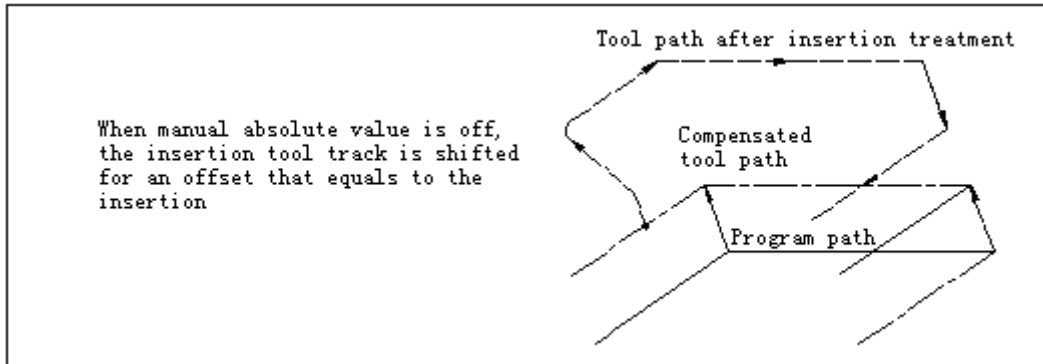 Tool path after insertion treatment
When manual absolute value is off,
the insertion tool track is shifted
for an offset that equals to the
insertion
Compensated
tool path
Program path